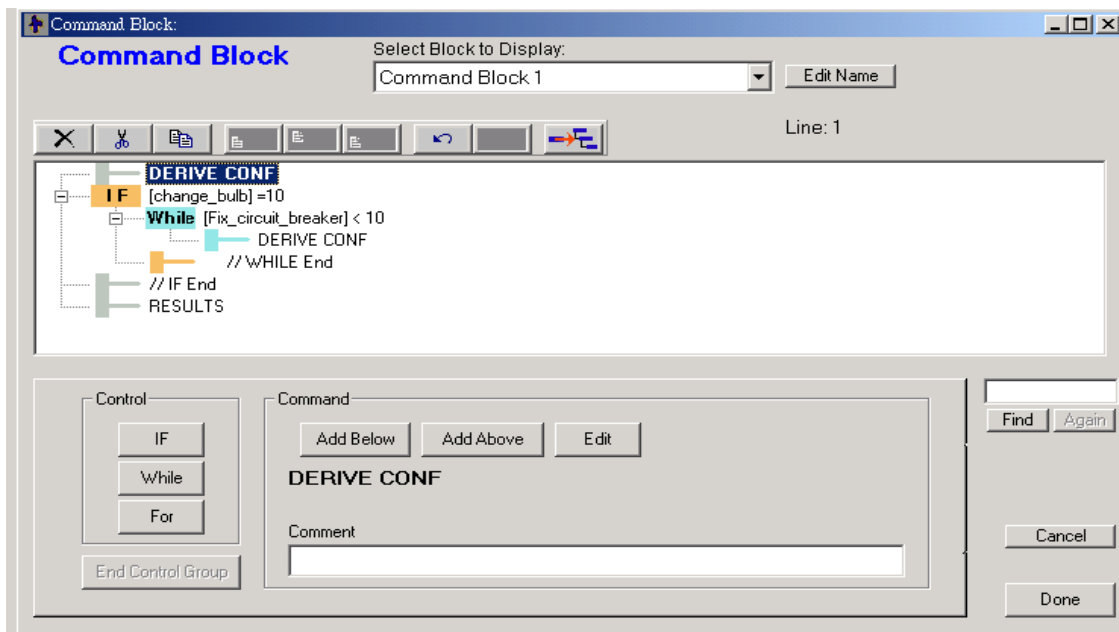 Command Block:
Command Block
Select Block to Display:
Command Block 1
Edit Name
Line: 1
DERIVE CONF
IF [change_bulb] =10
While [Fix_circuit_breaker] < 10
DERIVE CONF
// WHILE End
// IF End
RESULTS
Control
IF
While
For
End Control Group
Command
Add Below Add Above Edit
DERIVE CONF
Comment
Find Again
Cancel
Done